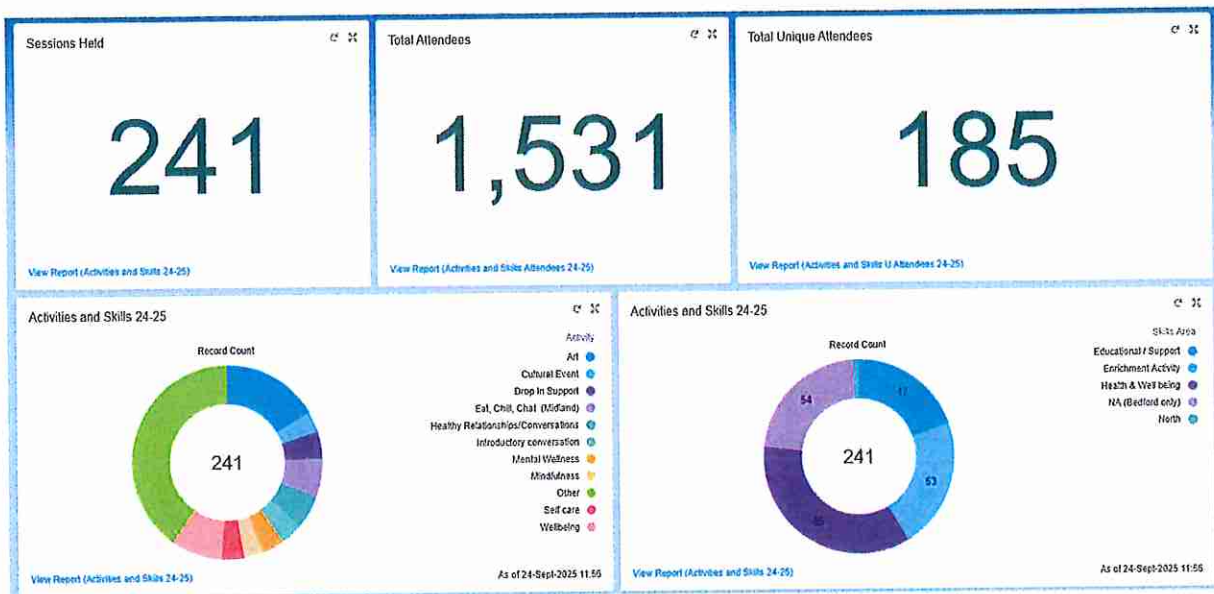 Sessions Held
241
View Report (Activities and Skills 24-25)
Total Attendees
1,531
View Report (Activities and Skills Attendees 24-25)
Total Unique Attendees
185
View Report (Activities and Skills U Attendees 24-25)
Activities and Skills 24-25
Record Count
241
Activity
Art
Cultural Event
Drop In Support
Eat, Chill, Chat (Midland)
Healthy Relationships/Conversations
Introductory conversation
Mental Wellness
Mindfulness
Other
Self care
Wellbeing
View Report (Activities and Skills 24-25)
As of 24-Sept-2025 11:56
Activities and Skills 24-25
Record Count
54
53
241
Skills Area
Educational / Support
Enrichment Activity
Health & Well being
NA (Bedford only)
North
View Report (Activities and Skills 24-25)
As of 24-Sept-2025 11:56